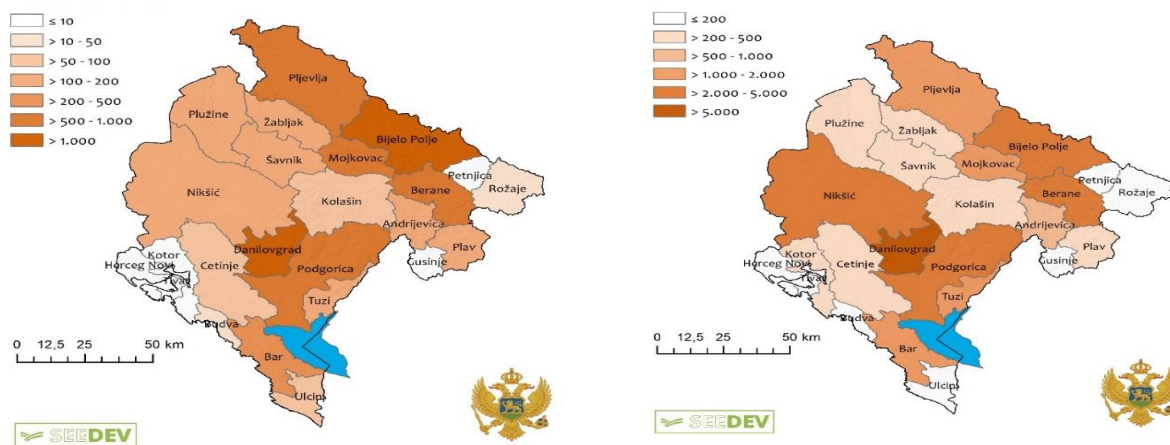 ≤ 10
> 10 - 50
> 50 - 100
> 100 - 200
> 200 - 500
> 500 - 1.000
> 1.000
Pljevlja
Plužine
Žabljak
Bijelo Polje
Šavnik
Mojkovac
Petnjica
Rožaje
Nikšić
Berane
Kolašin
Andrijevica
Plav
Danilovgrad
Gusinje
Kotor
Herceg Novi
Tivat
Cetinje
Podgorica
Tuzi
Budva
Bar
Ulcinj
0 12,5 25 50 km
SEEDEV
≤ 200
> 200 - 500
> 500 - 1.000
> 1.000 - 2.000
> 2.000 - 5.000
> 5.000
Pljevlja
Plužine
Žabljak
Bijelo Polje
Šavnik
Mojkovac
Petnjica
Rožaje
Nikšić
Berane
Kolašin
Andrijevica
Plav
Danilovgrad
Gusinje
Kotor
Herceg Novi
Tivat
Cetinje
Podgorica
Tuzi
Budva
Bar
Ulcinj
0 12,5 25 50 km
SEEDEV